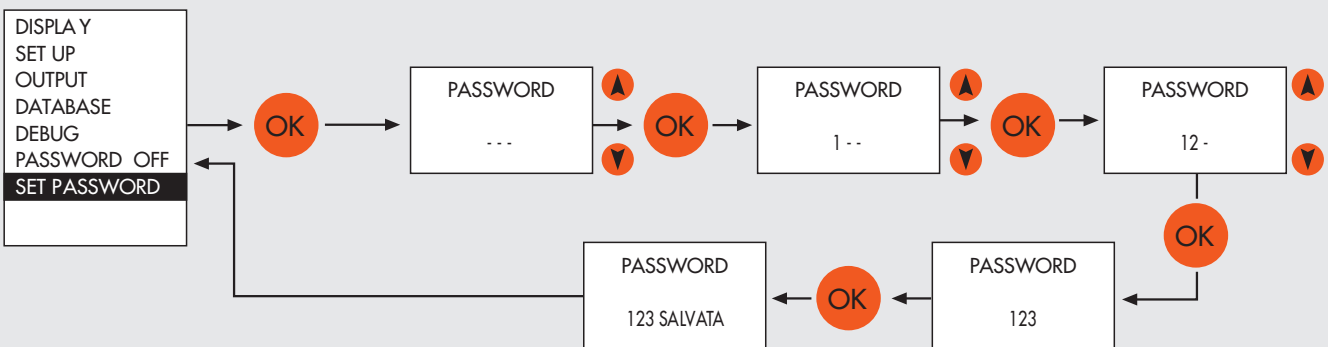 DISPLAY
SET UP
OUTPUT
DATABASE
DEBUG
PASSWORD OFF
SET PASSWORD
OK
PASSWORD
- - -
OK
PASSWORD
1 - -
OK
PASSWORD
12 -
OK
PASSWORD
123
OK
PASSWORD
123 SALVATA